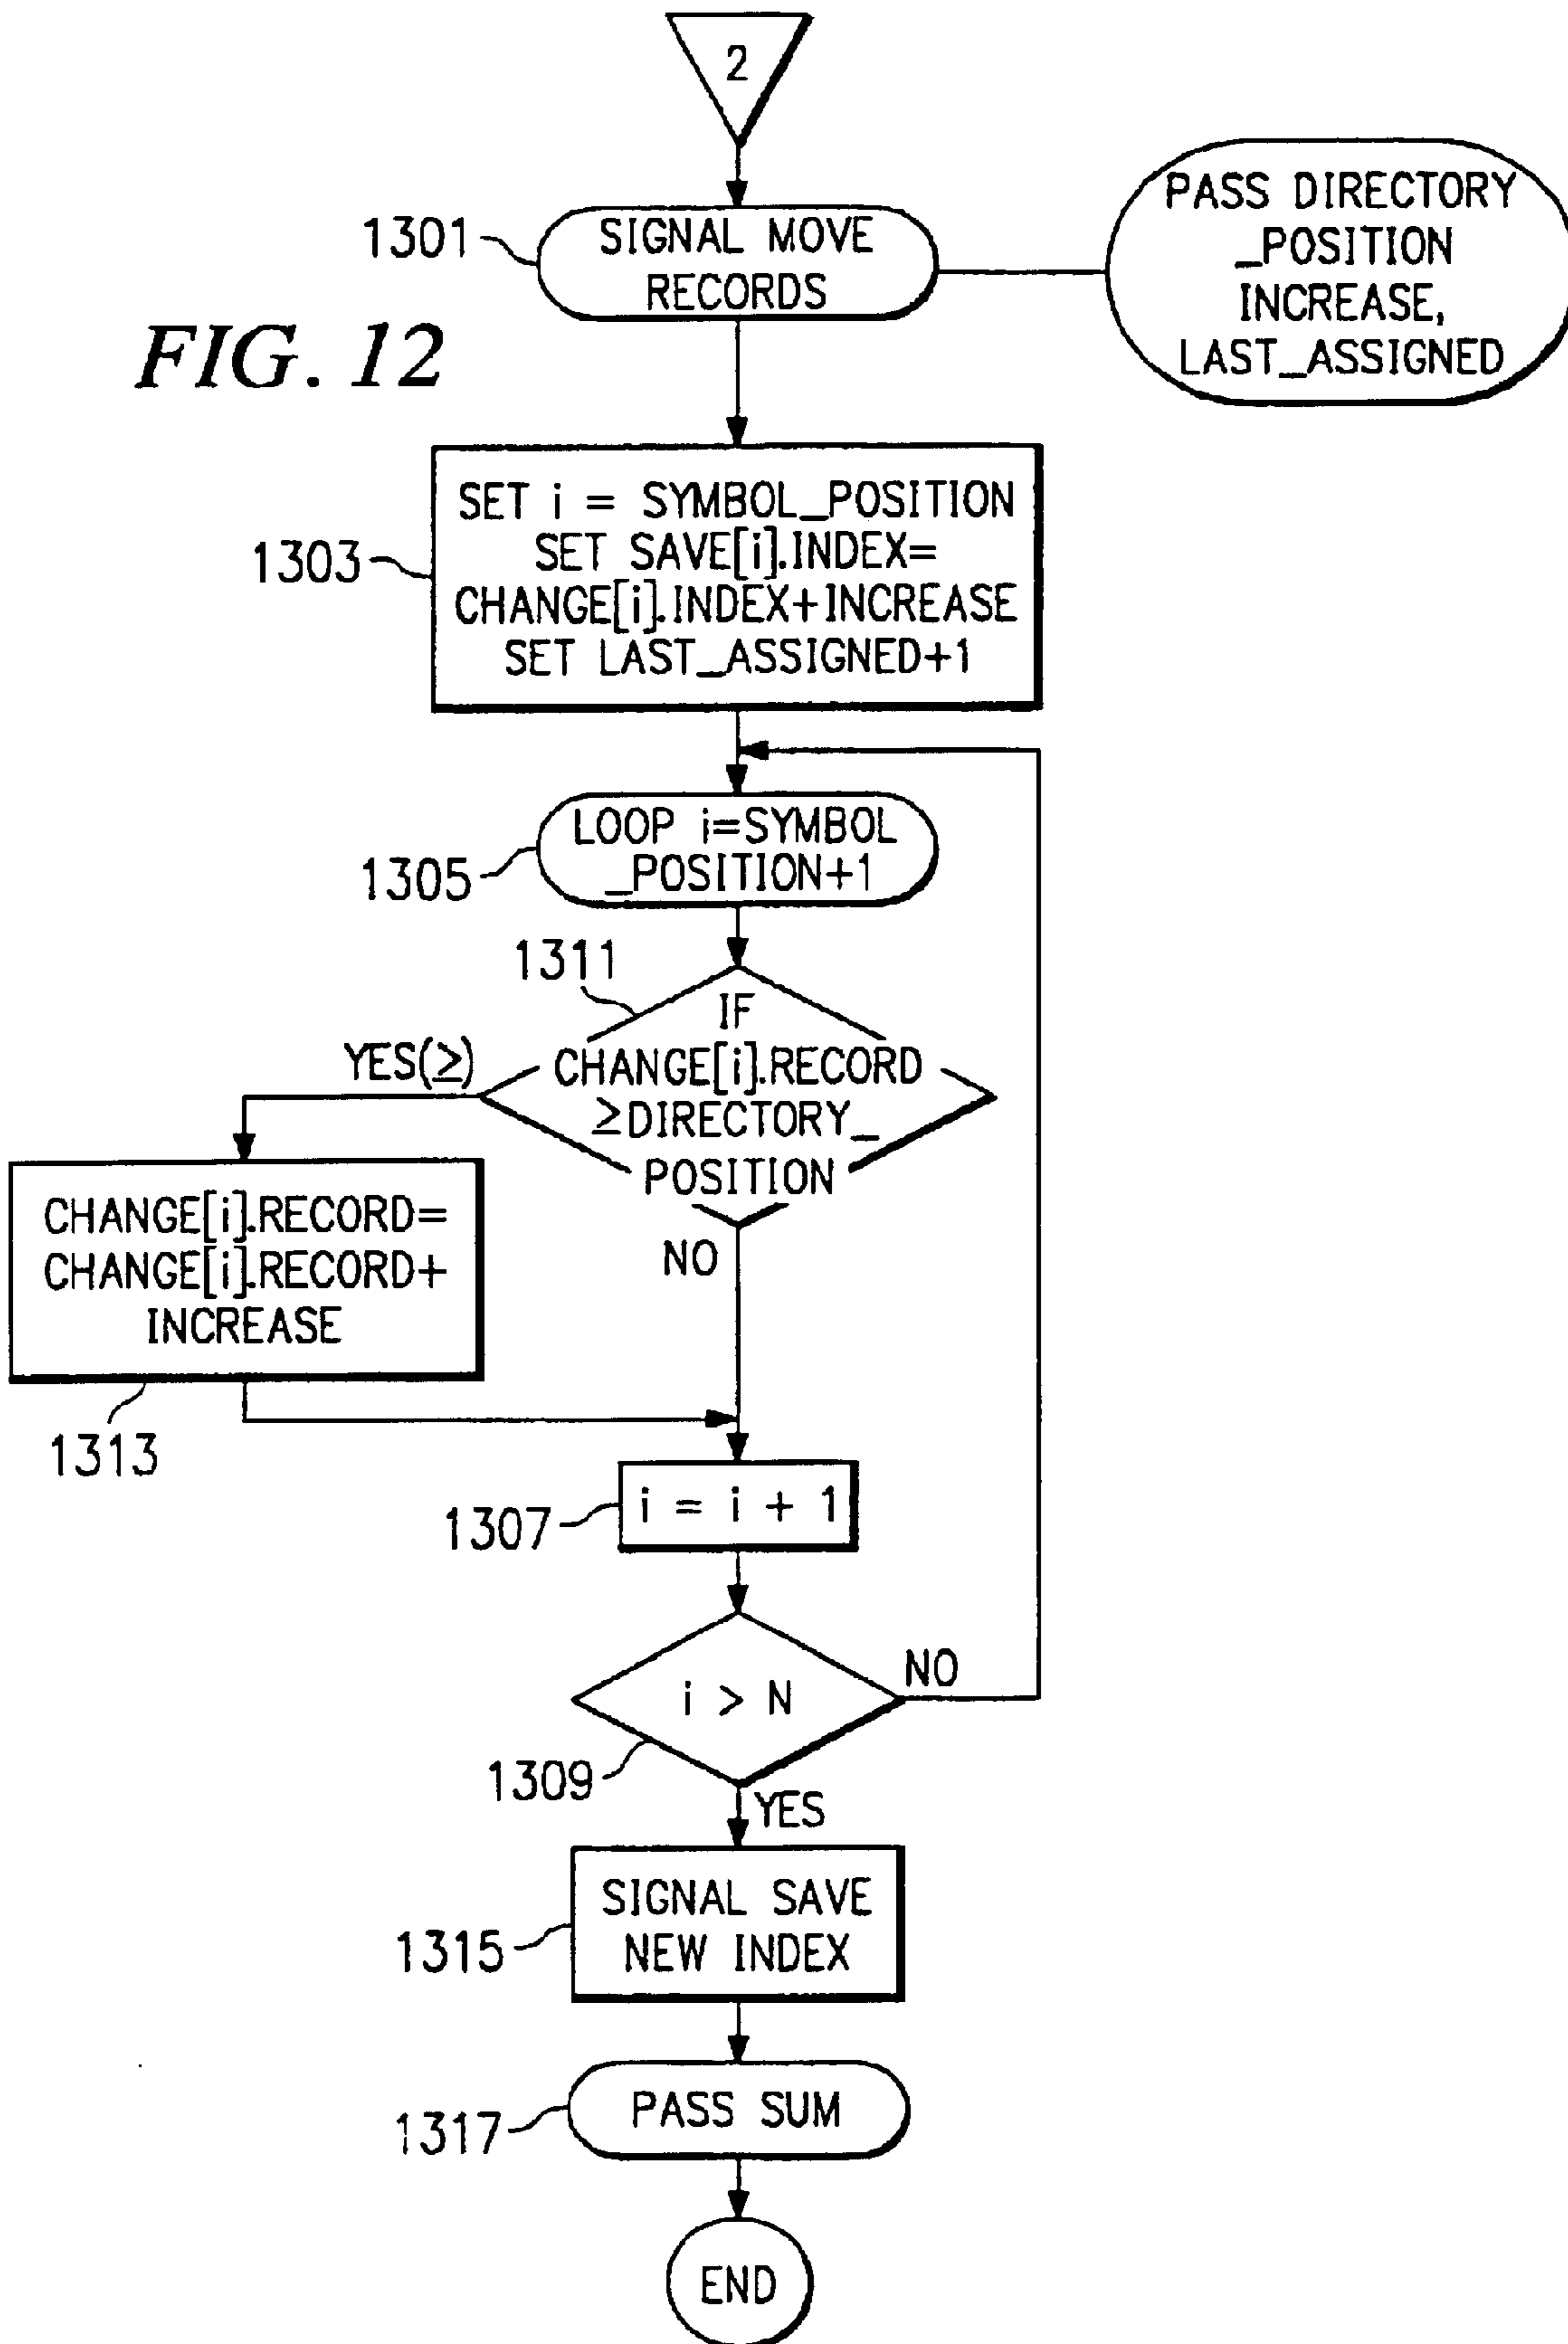 2
1301
SIGNAL MOVE
RECORDS
PASS DIRECTORY
_POSITION
INCREASE,
LAST_ASSIGNED
FIG. 12
1303
SET i = SYMBOL_POSITION
SET SAVE[i].INDEX=
CHANGE[i].INDEX+INCREASE
SET LAST_ASSIGNED+1
1305
LOOP i=SYMBOL
_POSITION+1
1311
IF
CHANGE[i].RECORD
≥DIRECTORY_
POSITION
YES(≥)
NO
CHANGE[i].RECORD=
CHANGE[i].RECORD+
INCREASE
1313
1307
i = i + 1
i > N
NO
1309
YES
1315
SIGNAL SAVE
NEW INDEX
1317
PASS SUM
END